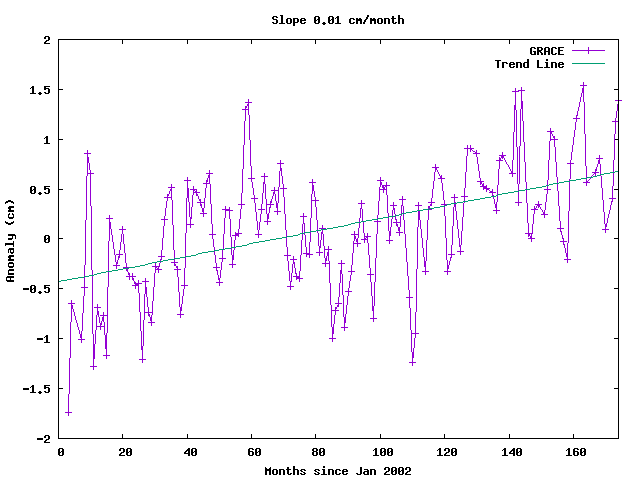 Slope 0.01 cm/month
GRACE
Trend Line
2
1.5
1
0.5
0
-0.5
-1
-1.5
-2
Anomaly (cm)
0 20 40 60 80 100 120 140 160
Months since Jan 2002